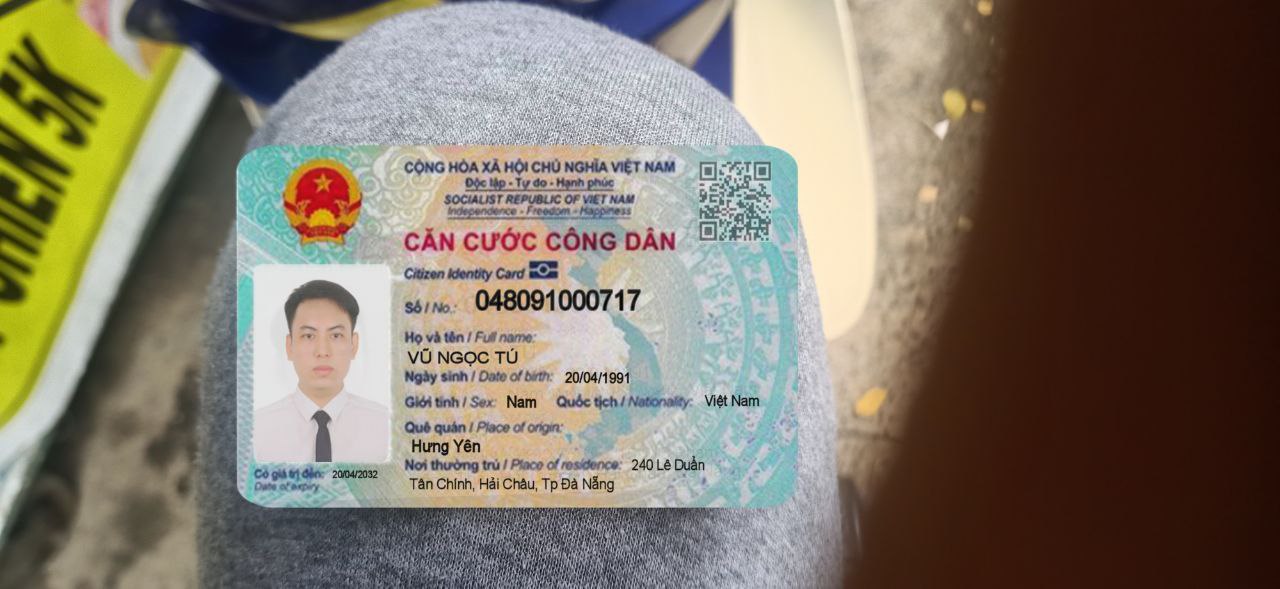 CHIEN 5K
CỘNG HÒA XÃ HỘI CHỦ NGHĨA VIỆT NAM
Độc lập - Tự do - Hạnh phúc
SOCIALIST REPUBLIC OF VIET NAM
Independence - Freedom - Happiness
CĂN CƯỚC CÔNG DÂN
Citizen Identity Card
Số / No.: 048091000717
Họ và tên / Full name:
VŨ NGỌC TÚ
Ngày sinh / Date of birth: 20/04/1991
Giới tính / Sex: Nam Quốc tịch / Nationality: Việt Nam
Quê quán / Place of origin:
Hưng Yên
Nơi thường trú / Place of residence: 240 Lê Duẩn
Tân Chính, Hải Châu, Tp Đà Nẵng
Có giá trị đến: 20/04/2032
Date of expiry